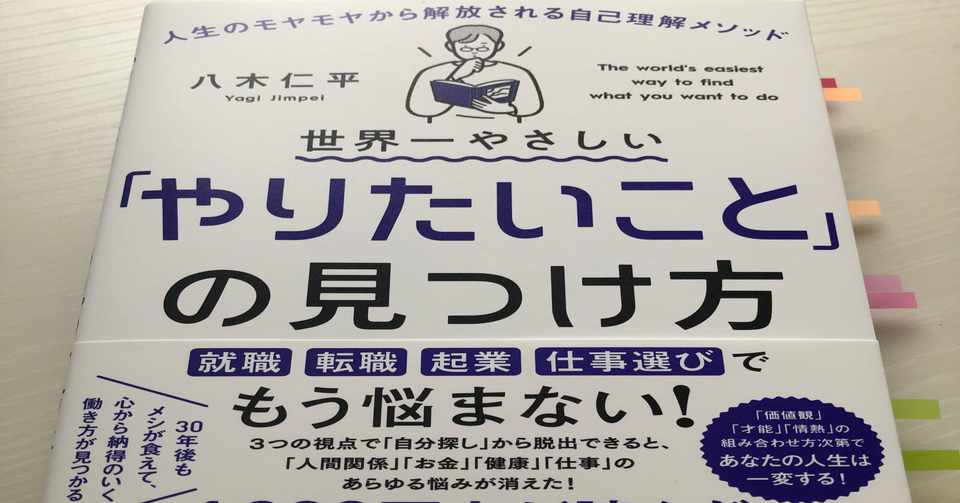 人生のモヤモヤから解放される自己理解メソッド
八木仁平
Yagi Jimpei
The world's easiest
way to find
what you want to do
世界一やさしい
「やりたいこと」
の見つけ方
就職 転職 起業 仕事選びで
もう悩まない!
30年後も
メシが食えて、
心から納得のいく
働き方が見つかる
3つの視点で「自分探し」から脱出できると、
「人間関係」「お金」「健康」「仕事」の
あらゆる悩みが消えた!
「価値観」
「才能」「情熱」の
組み合わせ方次第で
あなたの人生は
一変する!